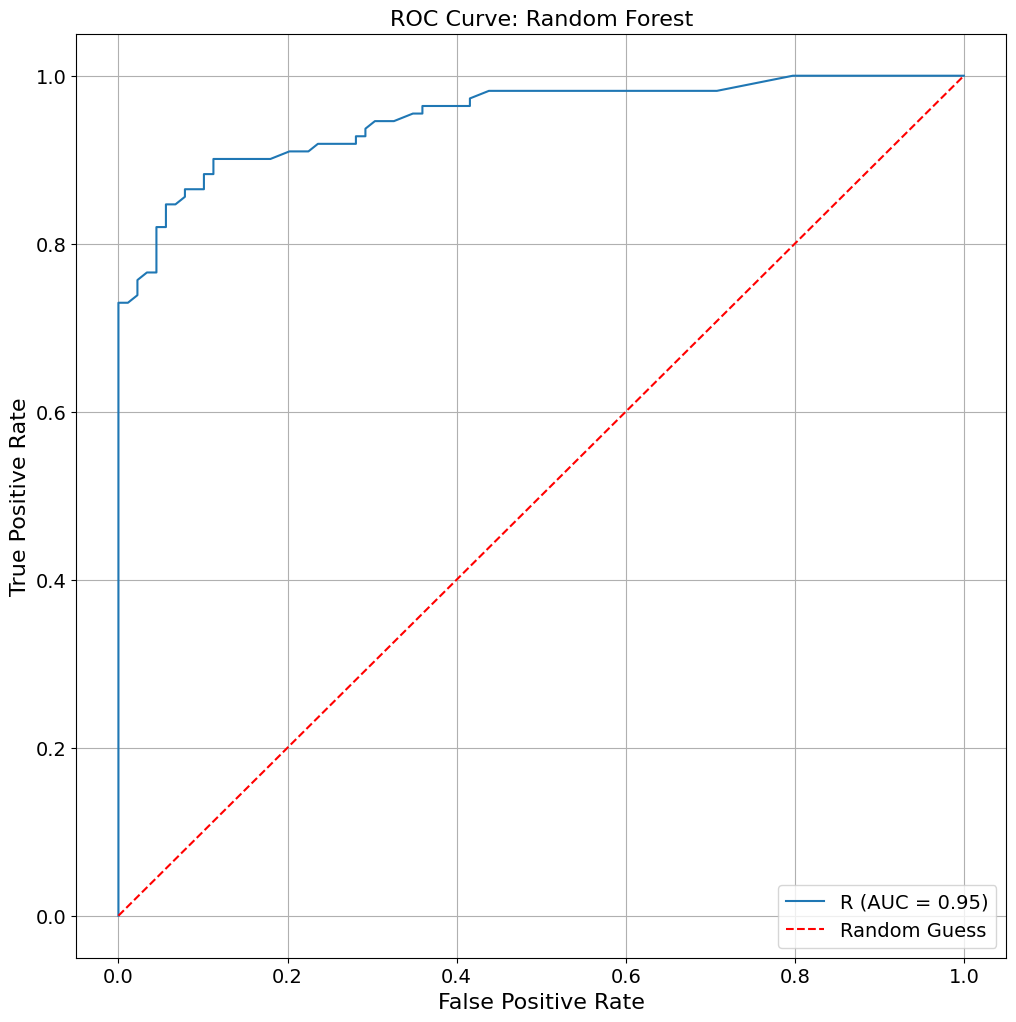 ROC Curve: Random Forest
True Positive Rate
1.0
0.8
0.6
0.4
0.2
0.0
0.0 0.2 0.4 0.6 0.8 1.0
False Positive Rate
R (AUC = 0.95)
Random Guess